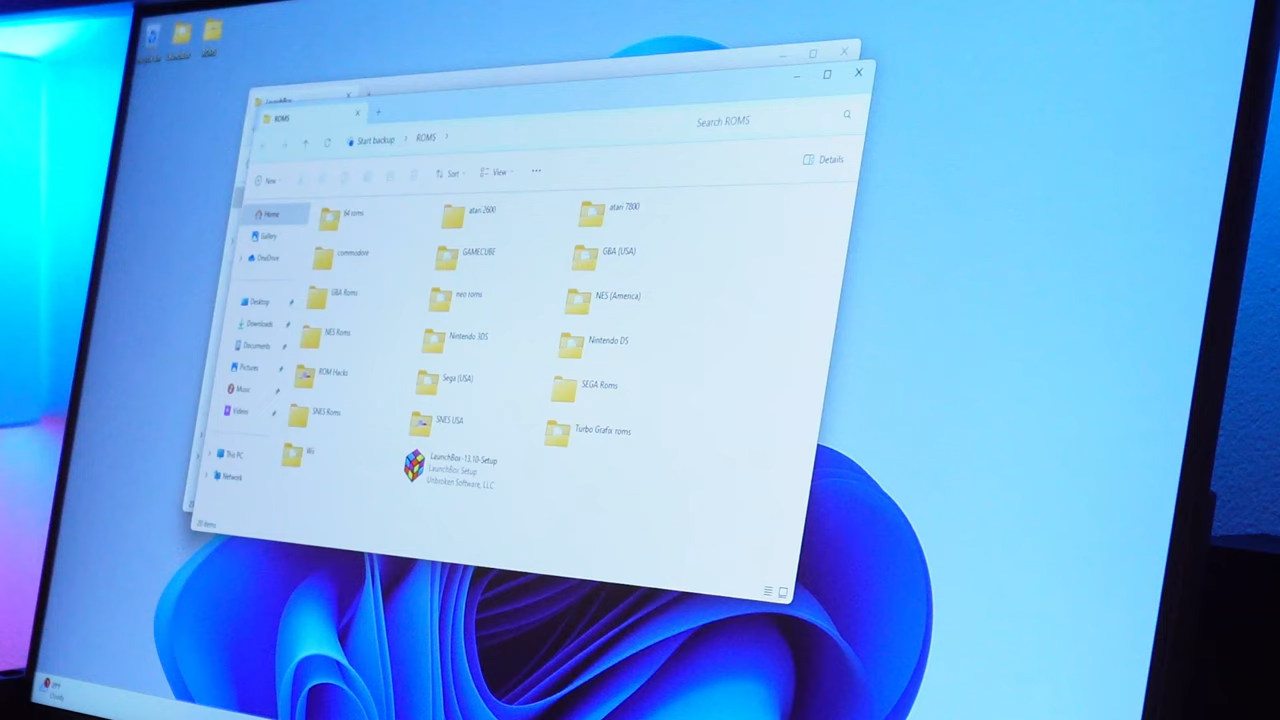 LaunchBox
ROMS
Start backup > ROMS >
Search ROMS
New
Sort
View
Details
Home
Gallery
OneDrive
Desktop
Downloads
Documents
Pictures
Music
Videos
This PC
Network
64 roms
atari 2600
atari 7800
commodoir
GAMECUBE
GBA (USA)
GBA Roms
neo roms
NES (America)
NES Roms
Nintendo 3DS
Nintendo DS
ROM Hacks
Sega (USA)
SEGA Roms
SNES Roms
SNES USA
Turbo Grafix roms
Wii
LaunchBox-13.10-Setup
LaunchBox Setup
Unbroken Software, LLC
20 items